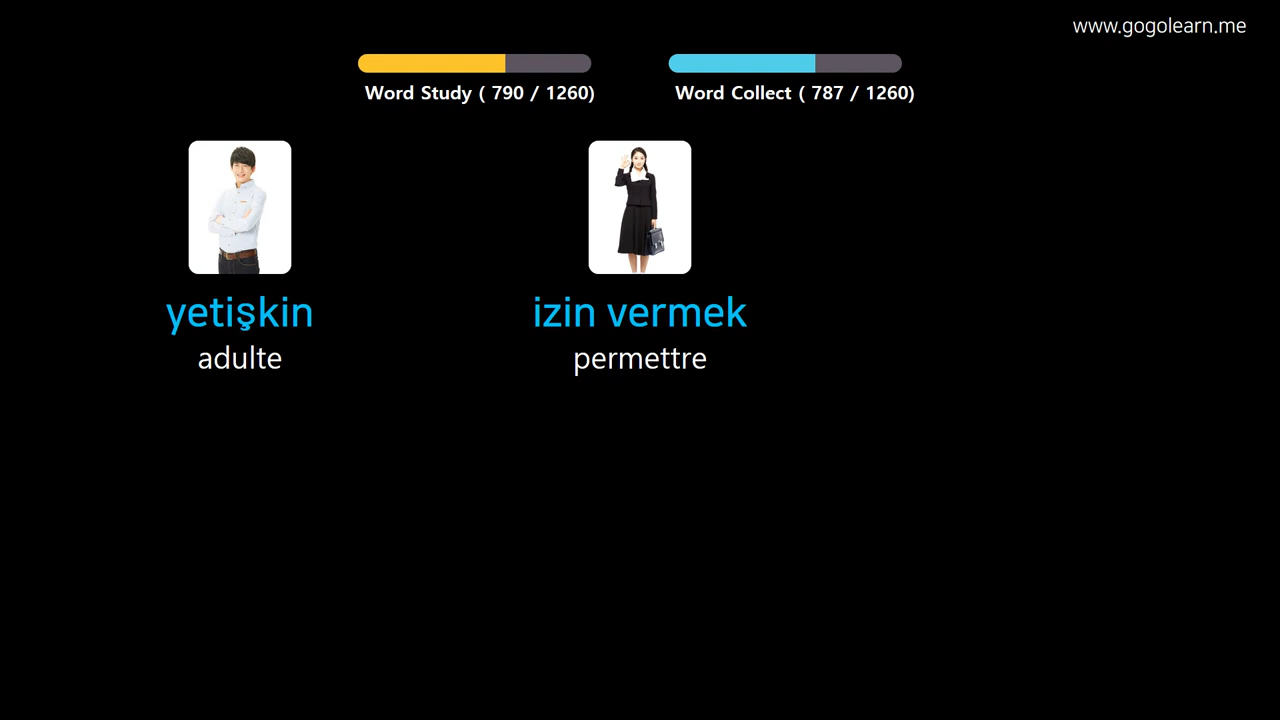 www.gogolearn.me
Word Study ( 790 / 1260)
Word Collect ( 787 / 1260)
yetişkin
adulte
izin vermek
permettre